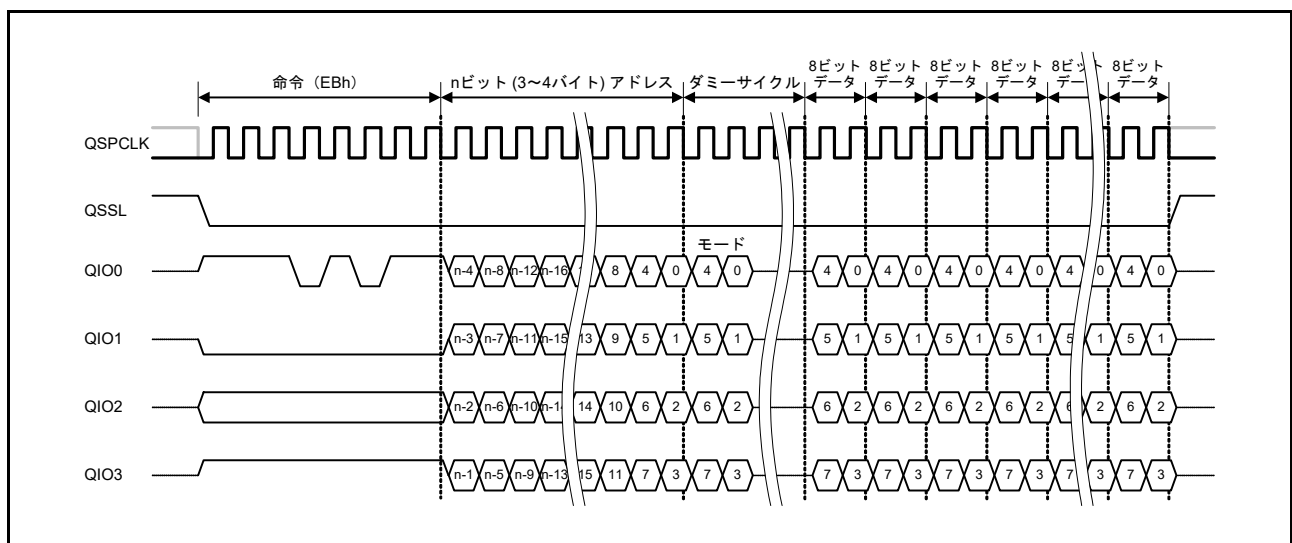 8ビット 8ビット 8ビット 8ビット 8ビット 8ビット
命令（EBh） nビット (3～4バイト) アドレス ダミーサイクル データ データ データ データ データ
QSPCLK
QSSL
モード
QIO0 n-4 n-8 n-12 n-16 8 4 0 4 0 4 0 4 0 4 0 4 0 4 0 4 0
QIO1 n-3 n-7 n-11 n-15 13 9 5 1 5 1 5 1 5 1 5 1 5 1 5 1 5 1
QIO2 n-2 n-6 n-10 n-14 14 10 6 2 6 2 6 2 6 2 6 2 6 2 6 2 6 2
QIO3 n-1 n-5 n-9 n-13 15 11 7 3 7 3 7 3 7 3 7 3 7 3 7 3 7 3